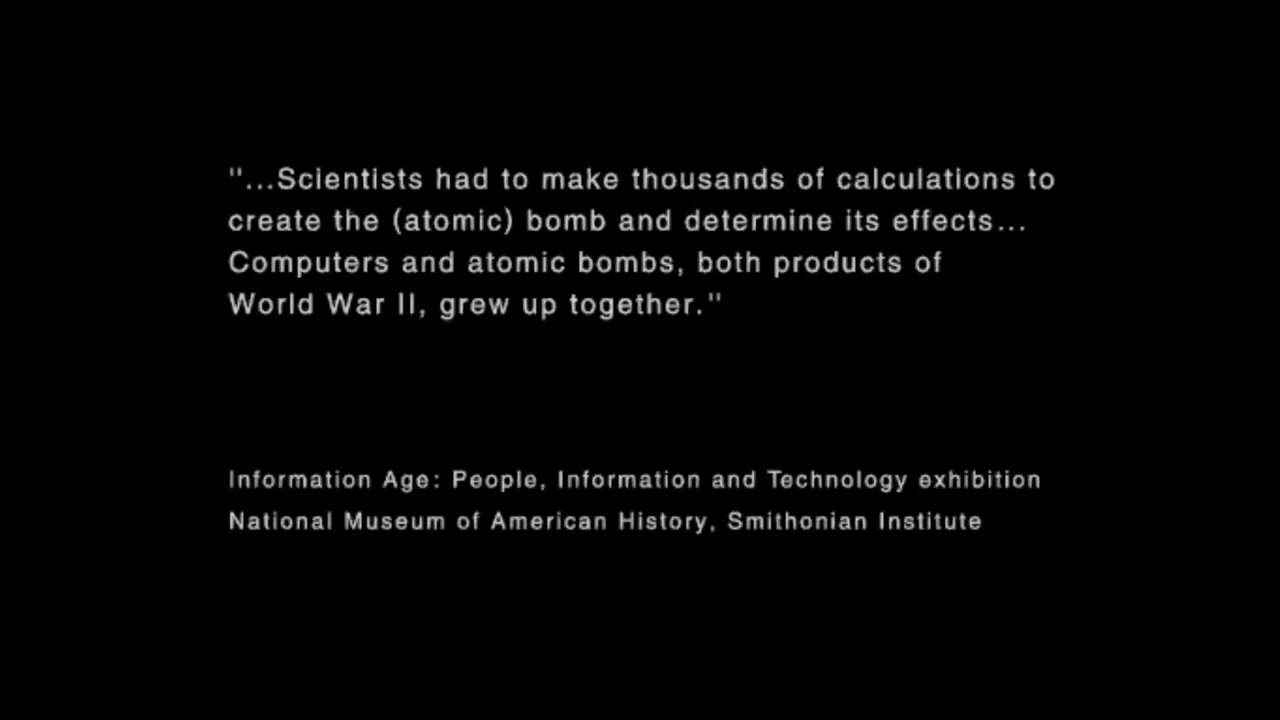 "...Scientists had to make thousands of calculations to
create the (atomic) bomb and determine its effects...
Computers and atomic bombs, both products of
World War II, grew up together."
Information Age: People, Information and Technology exhibition
National Museum of American History, Smithonian Institute